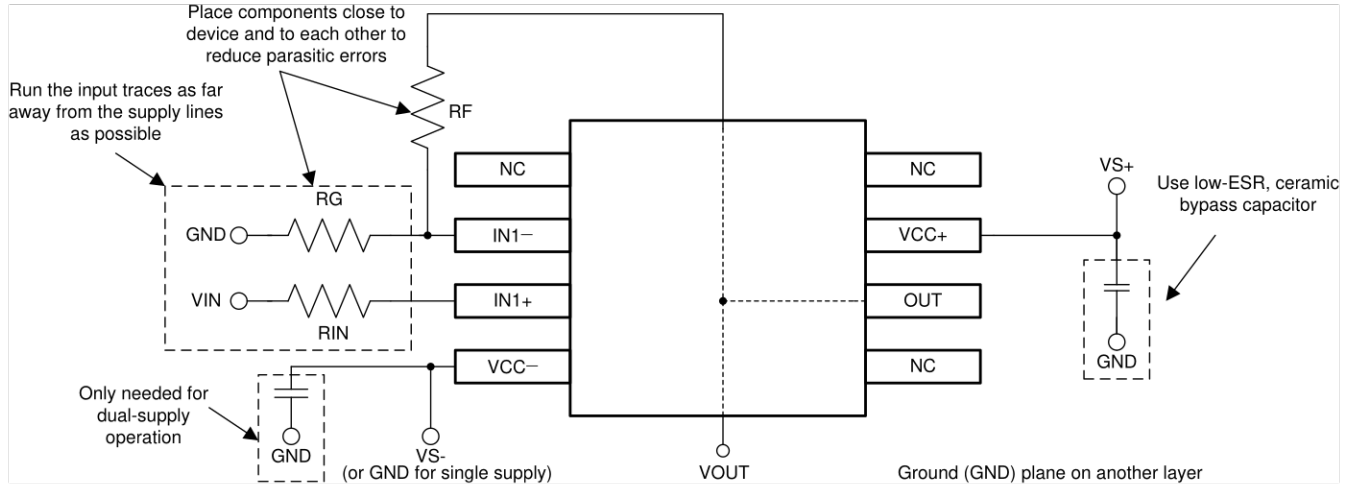 Place components close to
device and to each other to
reduce parasitic errors
Run the input traces as far
away from the supply lines
as possible
RF
NC
NC
VS+
Use low-ESR, ceramic
bypass capacitor
RG
GND
IN1−
VCC+
VIN
IN1+
OUT
RIN
VCC−
NC
GND
Only needed for
dual-supply
operation
GND
VS-
(or GND for single supply)
VOUT
Ground (GND) plane on another layer